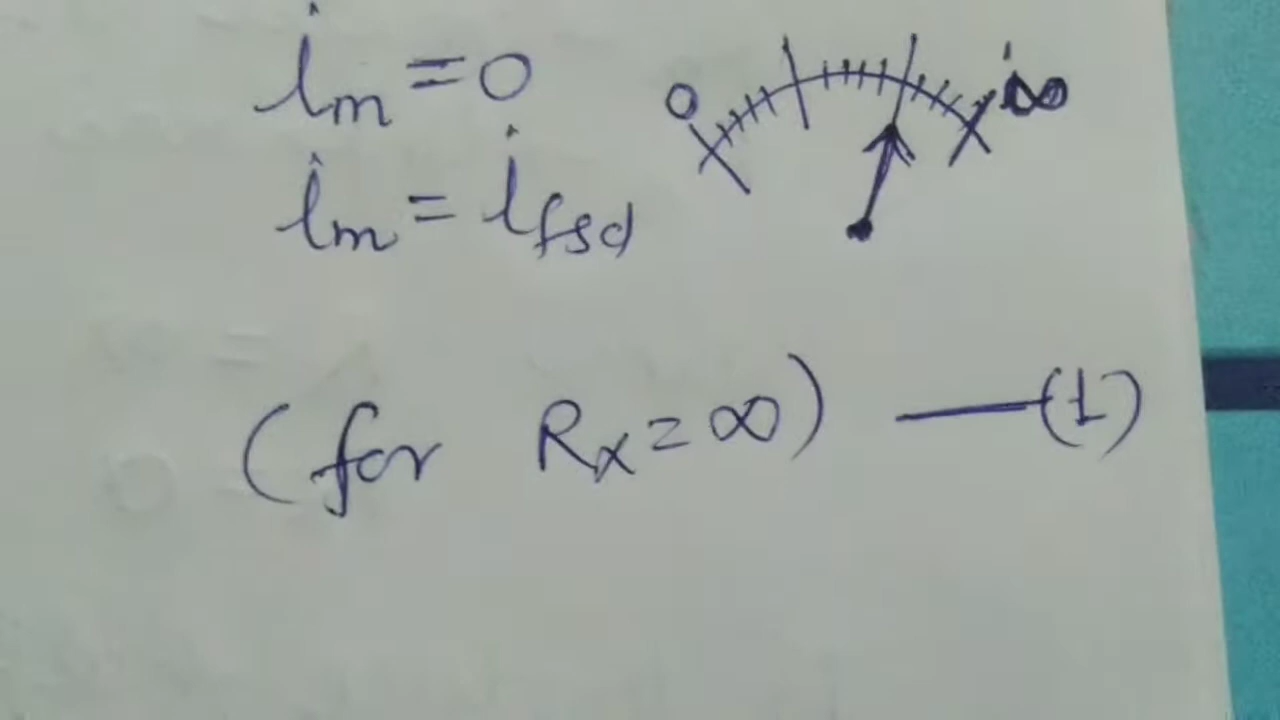 im = 0
0 ∞
im = ifsd
(for Rx = ∞) —(1)